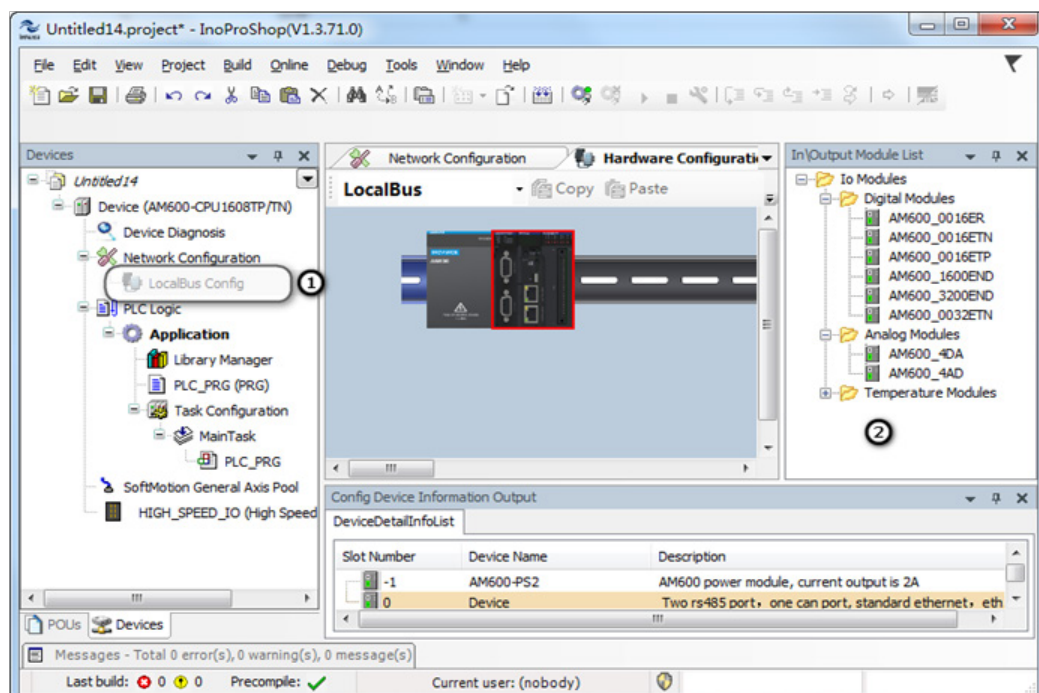 Untitled14.project* - InoProShop(V1.3.71.0)
File Edit View Project Build Online Debug Tools Window Help
Devices
Untitled14
Device (AM600-CPU1608TP/TN)
Device Diagnosis
Network Configuration
LocalBus Config
1
PLC Logic
Application
Library Manager
PLC_PRG (PRG)
Task Configuration
MainTask
PLC_PRG
SoftMotion General Axis Pool
HIGH_SPEED_IO (High Speed
POUs Devices
Network Configuration Hardware Configurati
LocalBus Copy Paste
In\Output Module List
Io Modules
Digital Modules
AM600_0016ER
AM600_0016ETN
AM600_0016ETP
AM600_1600END
AM600_3200END
AM600_0032ETN
Analog Modules
AM600_4DA
AM600_4AD
Temperature Modules
2
Config Device Information Output
DeviceDetailInfoList
Slot Number Device Name Description
-1 AM600-PS2 AM600 power module, current output is 2A
0 Device Two rs485 port，one can port, standard ethernet，eth
Messages - Total 0 error(s), 0 warning(s), 0 message(s)
Last build: 0 0 Precompile: Current user: (nobody)